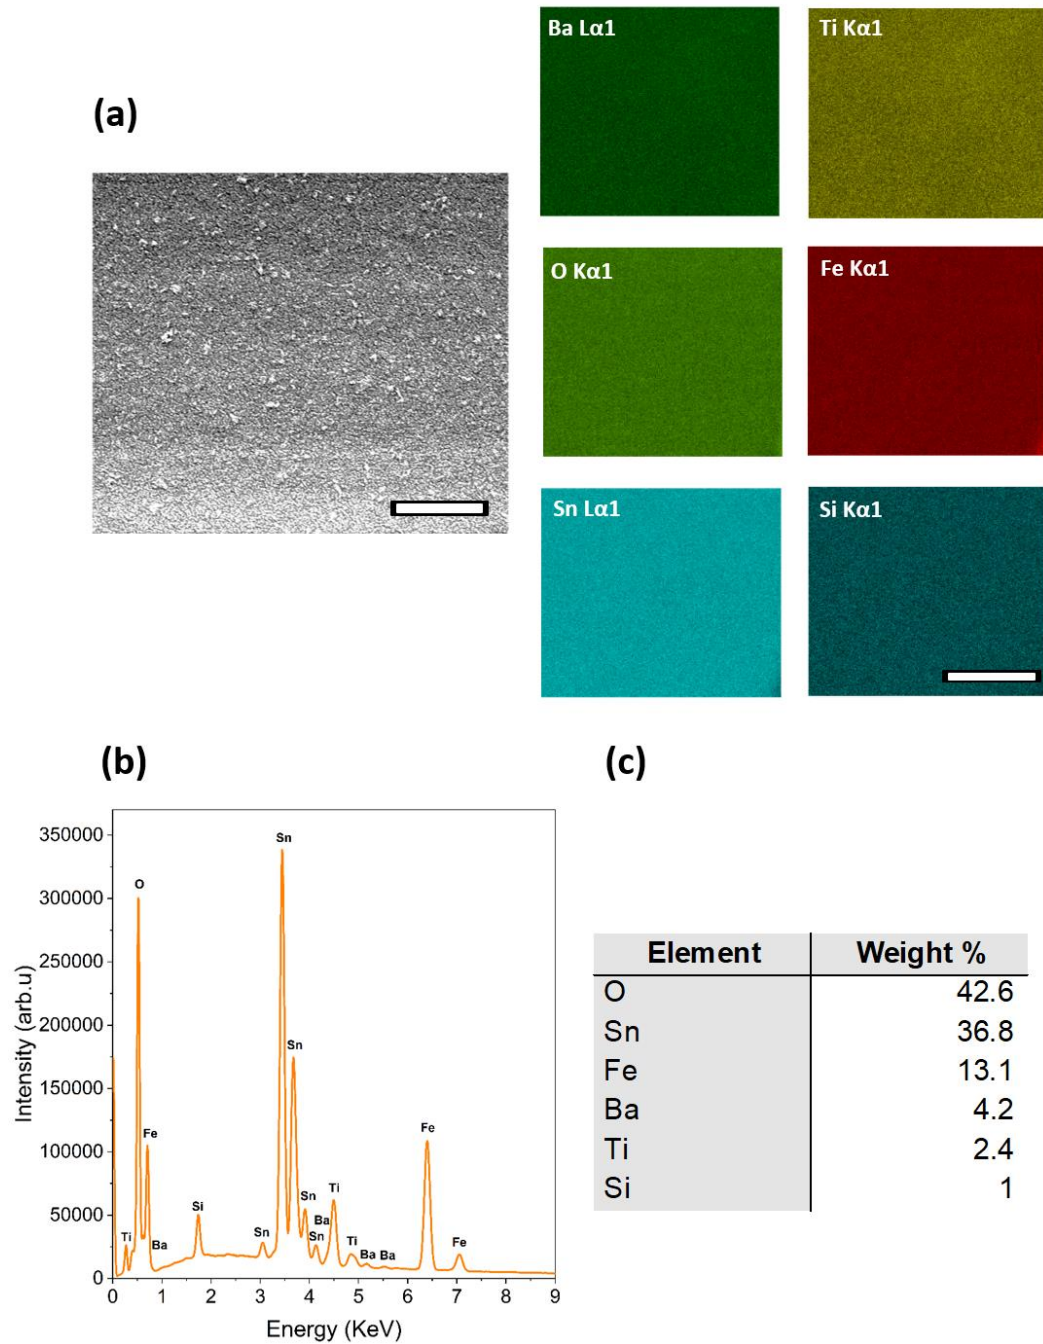 (a)
Ba Lα1
Ti Kα1
O Kα1
Fe Kα1
Sn Lα1
Si Kα1
(b)
Intensity (arb.u)
350000
300000
250000
200000
150000
100000
50000
0
Sn
O
Sn
Fe
Fe
Ti
Si
Sn
Ba
Sn
Sn
Ti
Ba
Ti
Ba
Ba
Fe
0 1 2 3 4 5 6 7 8 9
Energy (KeV)
(c)
Element Weight %
O 42.6
Sn 36.8
Fe 13.1
Ba 4.2
Ti 2.4
Si 1